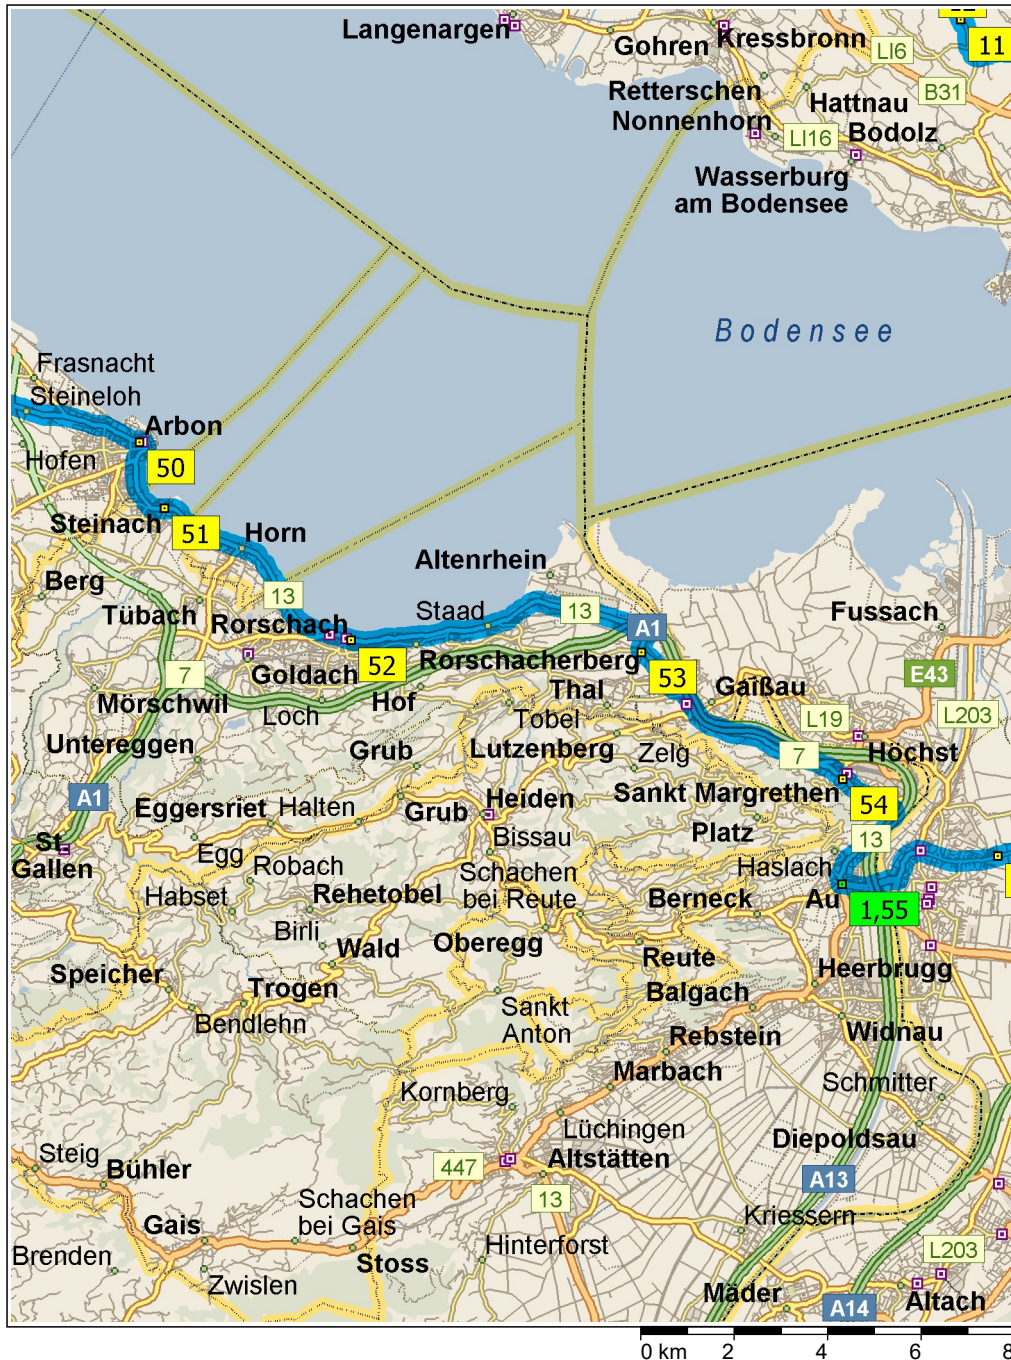 Langenargen
Gohren
Kressbronn
11
LI6
B31
Retterschen
Hattnau
Nonnenhorn
LI16
Bodolz
Wasserburg
am Bodensee
Bodensee
Frasnacht
Steineloh
Arbon
Hofen
50
Steinach
51
Horn
Altenrhein
Berg
13
Tübach
Staad
13
Fussach
Rorschach
A1
52
Rorschacherberg
E43
Goldach
53
7
Hof
Thal
Gaißau
Mörschwil
Loch
Tobel
L19
L203
Untereggen
Grub
Lutzenberg
Zelg
7
Höchst
A1
Eggersriet
Halten
Grub
Heiden
Sankt Margrethen
54
St.
Gallen
Bissau
Platz
13
Egg
Robach
Schachen
bei Reute
Haslach
Habset
Rehetobel
Berneck
Au
1,55
Birli
Wald
Oberegg
Reute
Heerbrugg
Speicher
Trogen
Balgach
Bendlehn
Sankt
Anton
Rebstein
Widnau
Marbach
Schmitter
Kornberg
Lüchingen
Diepoldsau
Steig
Bühler
447
Altstätten
A13
Schachen
bei Gais
13
Gais
Kriessern
Brenden
Stoss
Hinterforst
L203
Zwislen
Mäder
A14
Altach
0 km
2
4
6
8